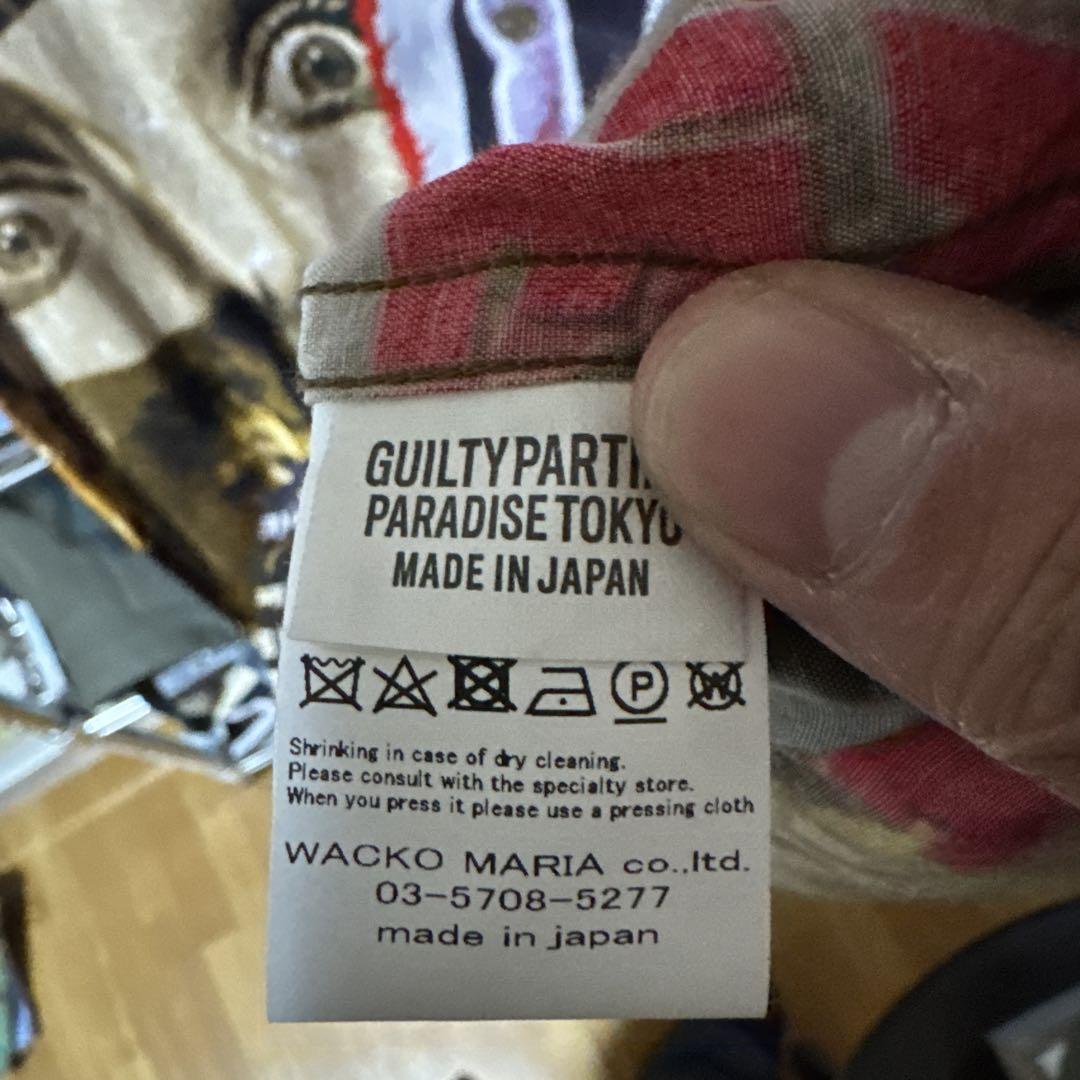 GUILTY
PARADISE TOKYO
MADE IN JAPAN
P
W
Shrinking in case of dry cleaning.
Please consult with the specialty store.
When you press it please use a pressing cloth
WACKO MARIA co.,ltd.
03-5708-5277
made in japan